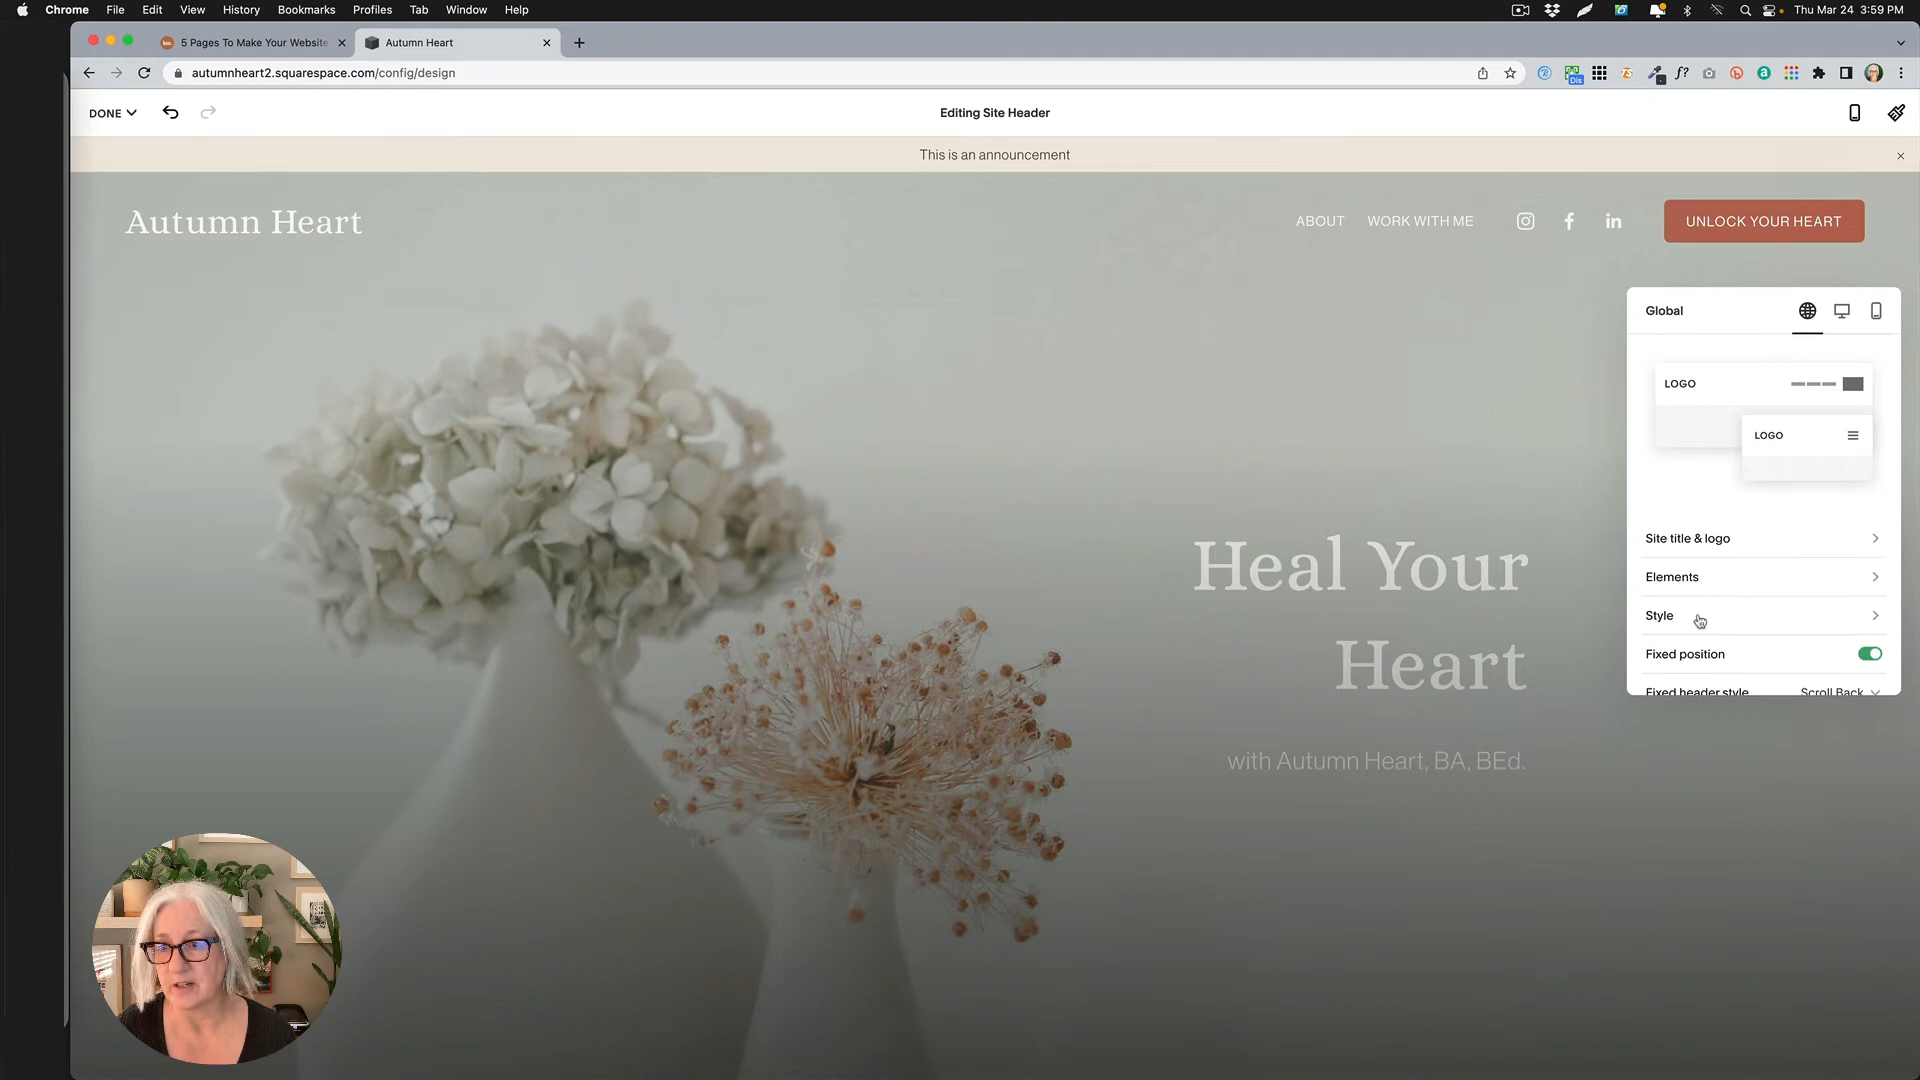 Chrome File Edit View History Bookmarks Profiles Tab Window Help
Thu Mar 24 3:59 PM
5 Pages To Make Your Website
Autumn Heart
autumnheart2.squarespace.com/config/design
f?
Dis
DONE
Editing Site Header
This is an announcement
Autumn Heart
ABOUT WORK WITH ME
UNLOCK YOUR HEART
Global
LOGO
LOGO
Site title & logo
Elements
Style
Fixed position
Fixed header style Scroll Back
Heal Your
Heart
with Autumn Heart, BA, BEd.